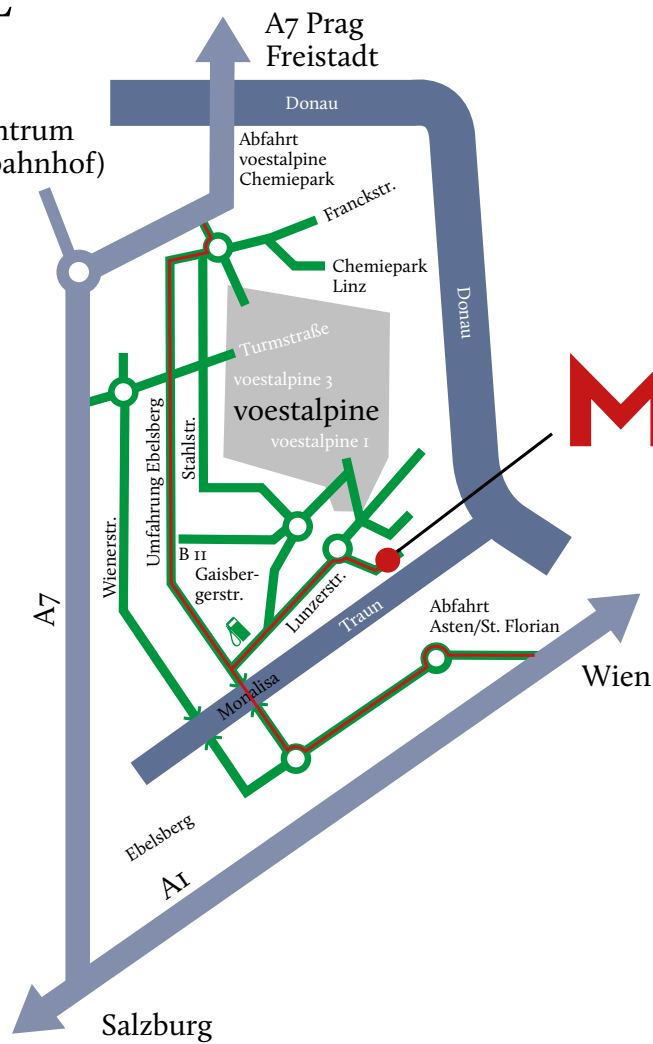 A7 Prag
Freistadt
Donau
ntrum
ahnhof)
Abfahrt
voestalpine
Chemiepark
Franckstr.
Chemiepark
Linz
Donau
Turmstraße
voestalpine 3
voestalpine
voestalpine 1
M
Umfahrung Ebelsberg
Stahlstr.
Wienerstr.
B 11
Gaisber-
gerstr.
Lunzerstr.
Traun
A7
Abfahrt
Asten/St. Florian
Wien
Monalisa
Ebelsberg
A1
Salzburg